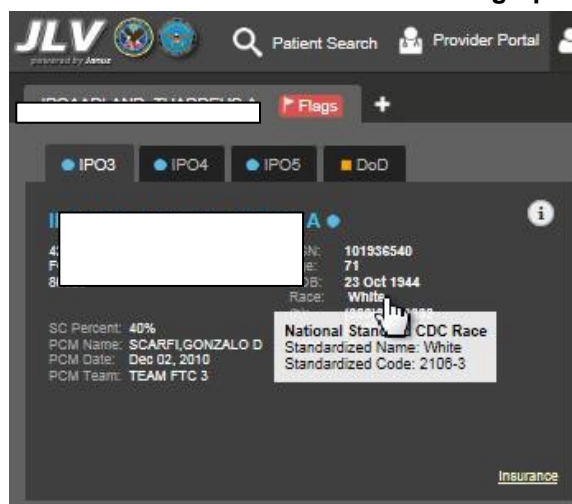 JLV
Patient Search
Provider Portal
powered by Janus
Flags
+
IPO3
IPO4
IPO5
DoD
A
i
101936540
71
23 Oct 1944
Race: White
SC Percent: 40%
PCM Name: SCARFI,GONZALO D
PCM Date: Dec 02, 2010
PCM Team: TEAM FTC 3
National Standard CDC Race
Standardized Name: White
Standardized Code: 2106-3
Insurance